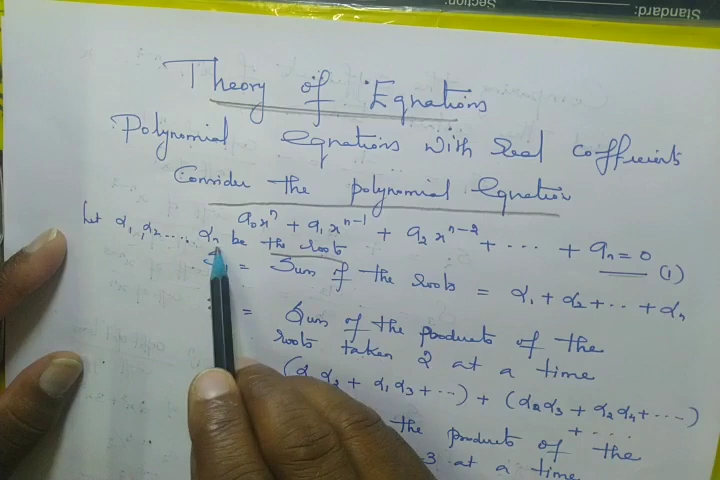 Section:
Standard:
Theory of Equations
Polynomial equations with real coefficients
Consider the polynomial Equation
a₀xⁿ + a₁xⁿ⁻¹ + a₂xⁿ⁻² + ... + aₙ = 0 (1)
Let α₁, α₂ ..... αₙ be the roots
= Sum of the roots = α₁ + α₂ + ... + αₙ
= Sum of the products of the
roots taken 2 at a time
(α₁α₂ + α₁α₃ + ...) + (α₂α₃ + α₂α₄ + ....)
+ ....
the products of the
3 at a time